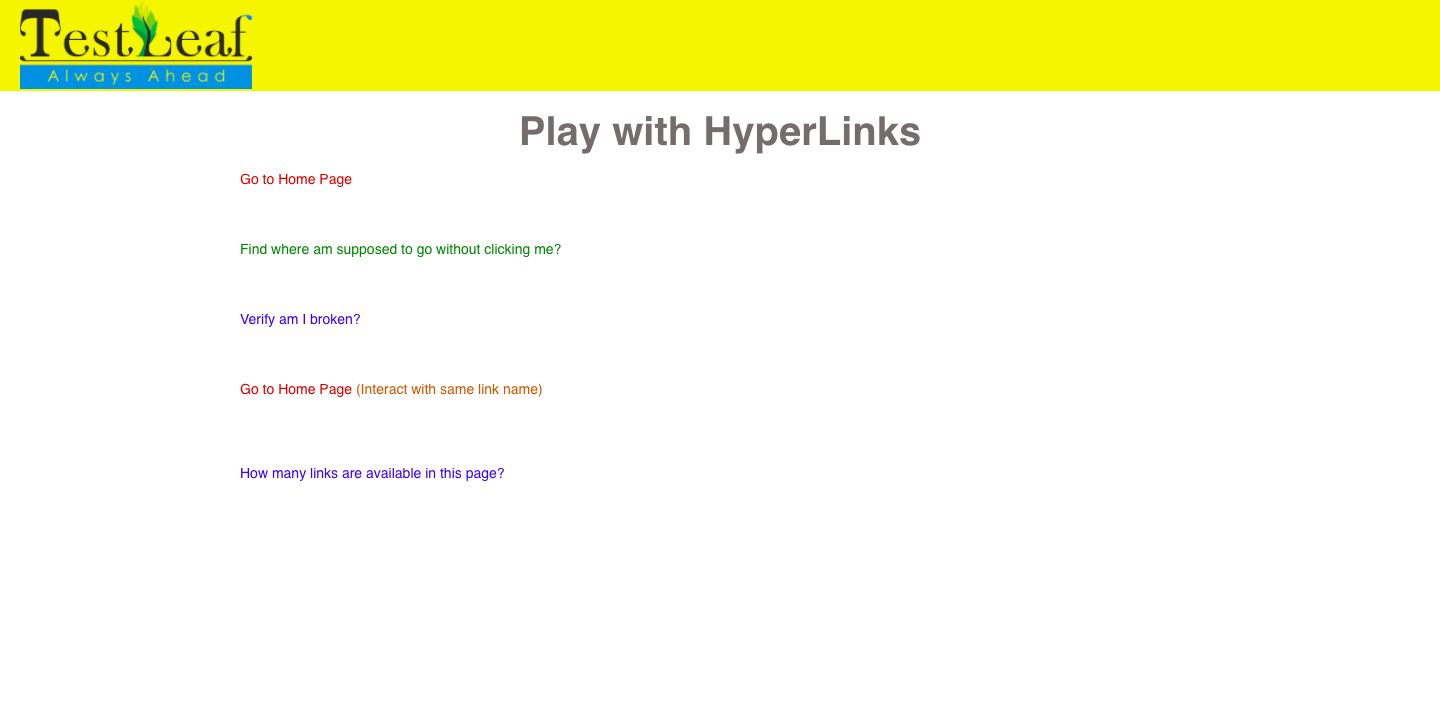 TestLeaf
Always Ahead
Play with HyperLinks
Go to Home Page
Find where am supposed to go without clicking me?
Verify am I broken?
Go to Home Page (Interact with same link name)
How many links are available in this page?